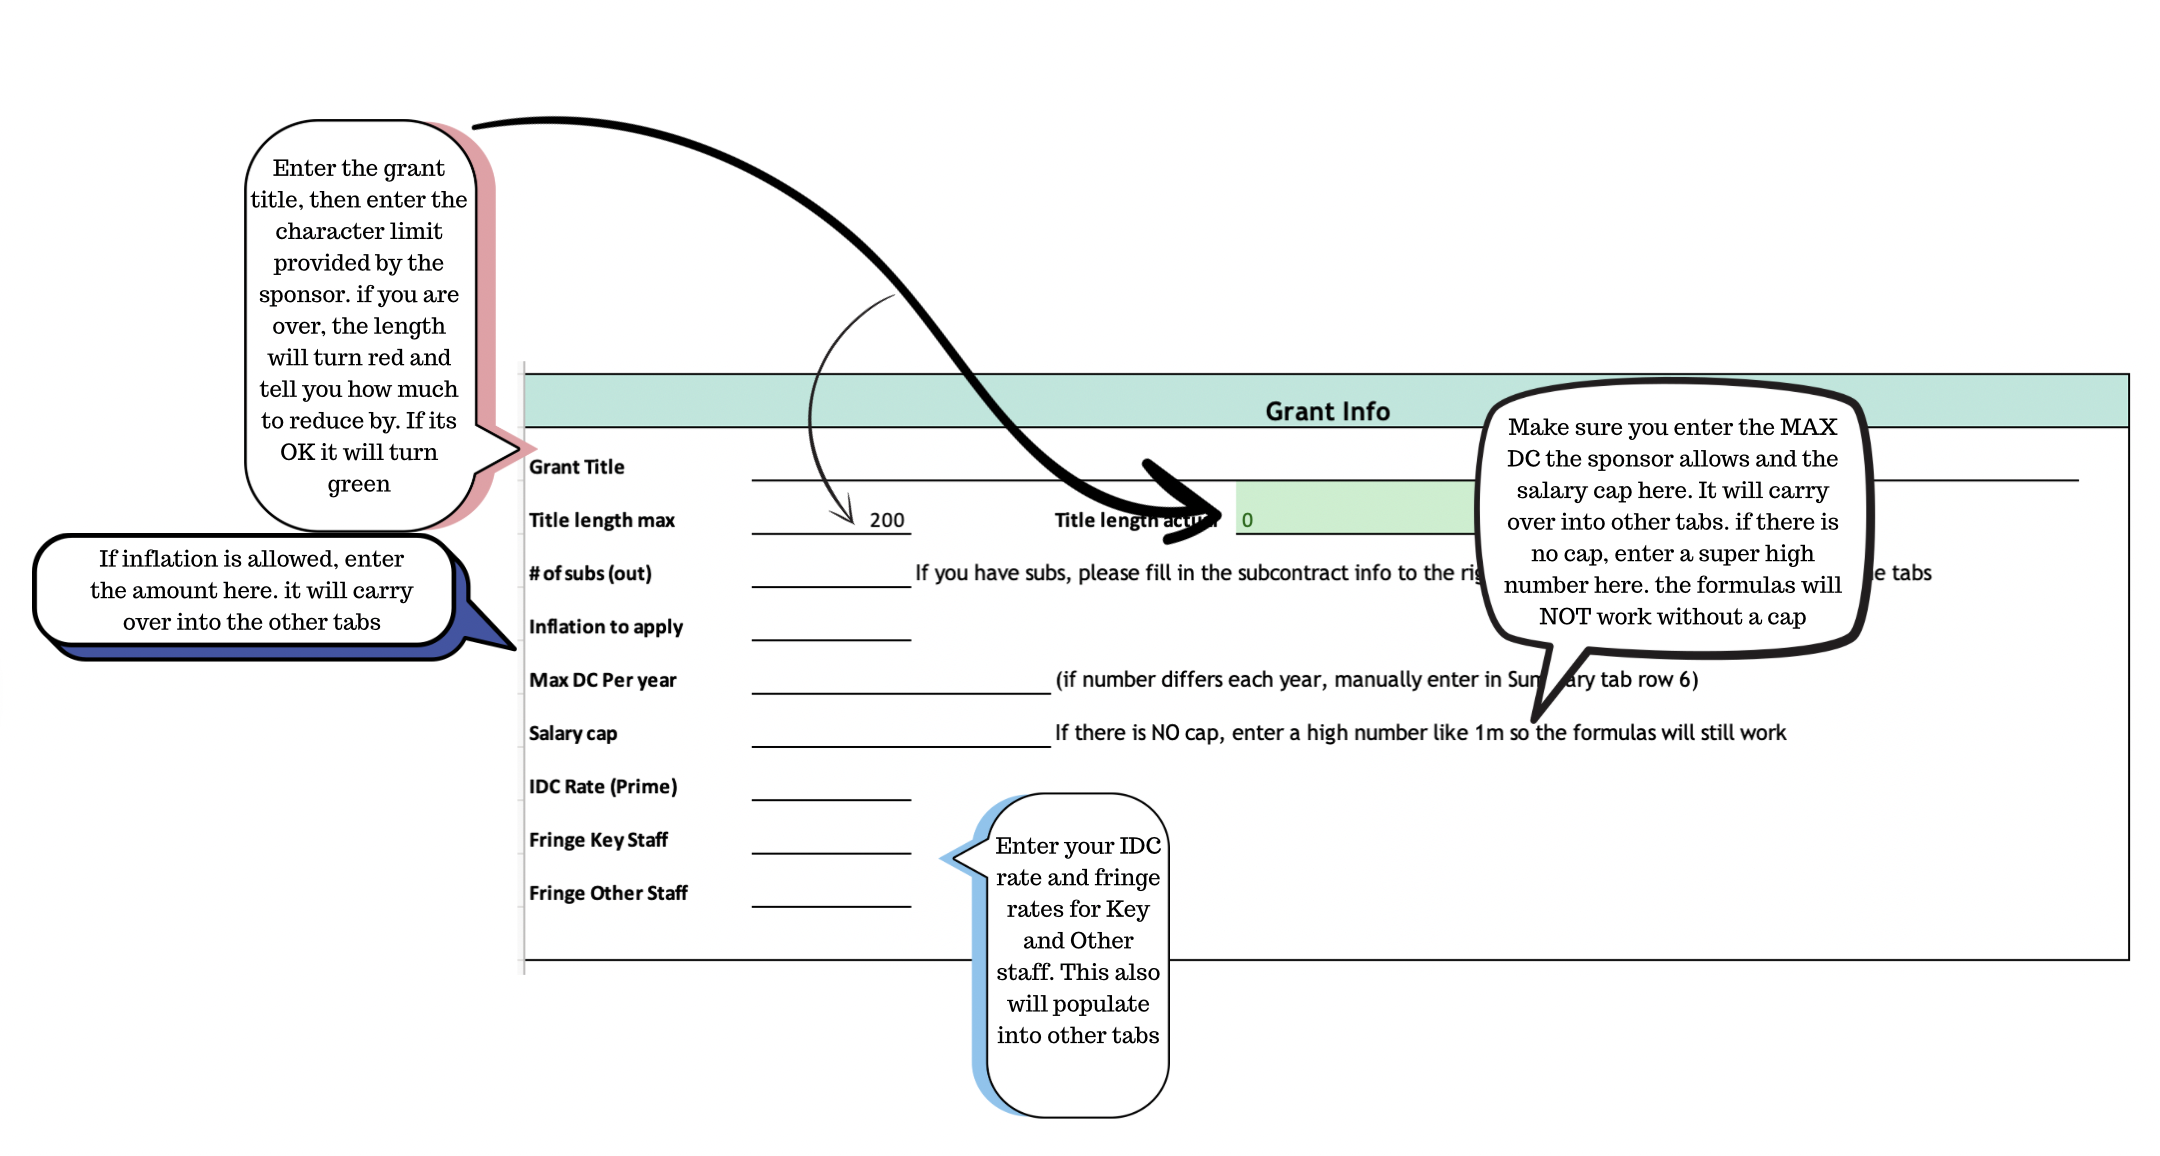 Enter the grant
title, then enter the
character limit
provided by the
sponsor. if you are
over, the length
will turn red and
tell you how much
to reduce by. If its
OK it will turn
green
If inflation is allowed, enter
the amount here. it will carry
over into the other tabs
Grant Info
Make sure you enter the MAX
DC the sponsor allows and the
salary cap here. It will carry
over into other tabs. if there is
no cap, enter a super high
number here. the formulas will
NOT work without a cap
Grant Title
Title length max 200 Title length actual 0
# of subs (out) If you have subs, please fill in the subcontract info to the tabs
Inflation to apply
Max DC Per year (if number differs each year, manually enter in Summary tab row 6)
Salary cap If there is NO cap, enter a high number like 1m so the formulas will still work
IDC Rate (Prime)
Fringe Key Staff
Fringe Other Staff
Enter your IDC
rate and fringe
rates for Key
and Other
staff. This also
will populate
into other tabs